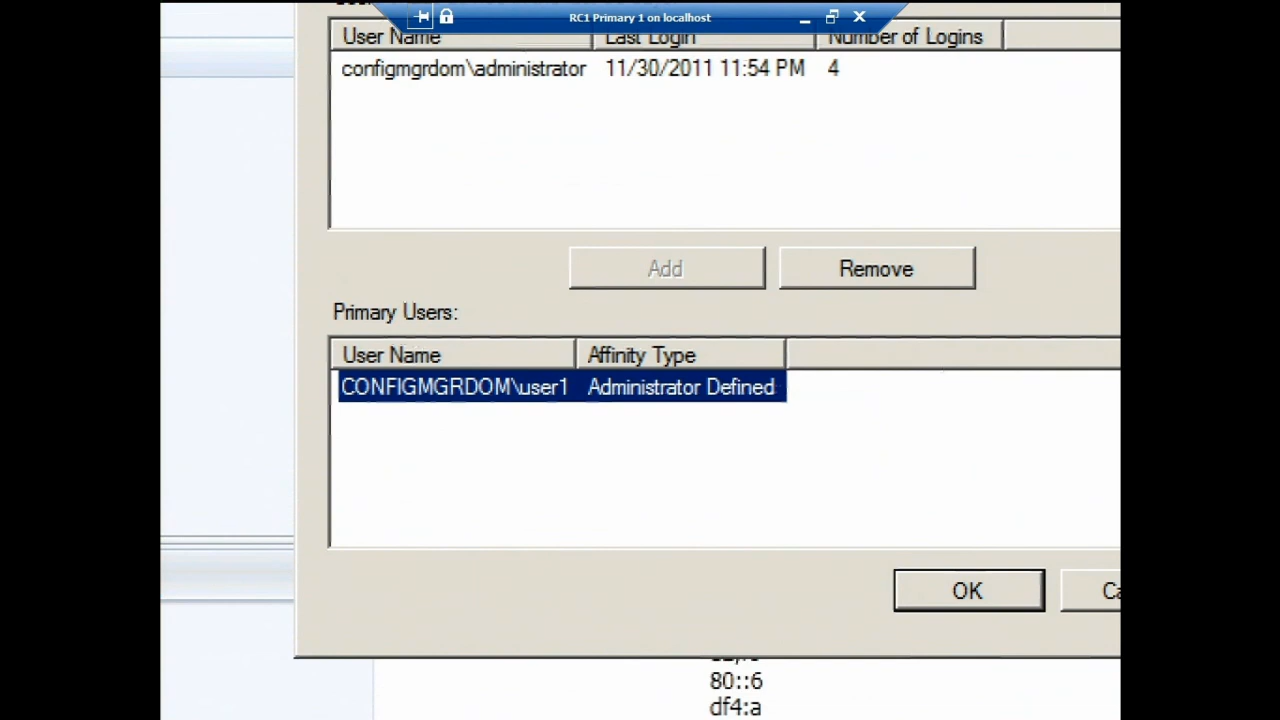 RC1 Primary 1 on localhost
User Name Last Login Number of Logins
configmgrdom\administrator 11/30/2011 11:54 PM 4
Add Remove
Primary Users:
User Name Affinity Type
CONFIGMGRDOM\user1 Administrator Defined
OK
80::6
df4:a